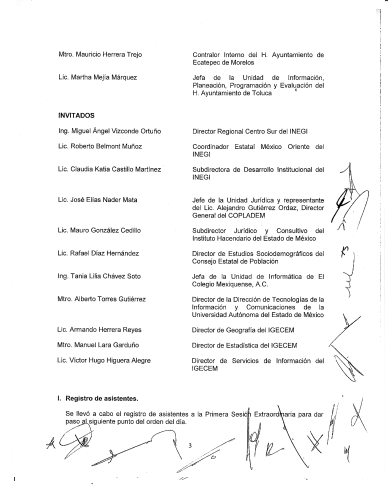 Mtro. Mauricio Herrera Trejo
Contralor Interno del H. Ayuntamiento de
Ecatepec de Morelos
Lic. Martha Mejía Márquez
Jefa de la Unidad de Información,
Planeación, Programación y Evaluación del
H. Ayuntamiento de Toluca
INVITADOS
Ing. Miguel Ángel Vizconde Ortuño
Director Regional Centro Sur del INEGI
Lic. Roberto Belmont Muñoz
Coordinador Estatal México Oriente del
INEGI
Lic. Claudia Katia Castillo Martínez
Subdirectora de Desarrollo Institucional del
INEGI
Lic. José Elías Nader Mata
Jefe de la Unidad Jurídica y representante
del Lic. Alejandro Gutiérrez Ordaz, Director
General del COPLADEM
Lic. Mauro González Cedillo
Subdirector Jurídico y Consultivo del
Instituto Hacendario del Estado de México
Lic. Rafael Díaz Hernández
Director de Estudios Sociodemográficos del
Consejo Estatal de Población
Ing. Tania Lilia Chávez Soto
Jefa de la Unidad de Informática de El
Colegio Mexiquense, A.C.
Mtro. Alberto Torres Gutiérrez
Director de la Dirección de Tecnologías de la
Información y Comunicaciones de la
Universidad Autónoma del Estado de México
Lic. Armando Herrera Reyes
Director de Geografía del IGECEM
Mtro. Manuel Lara Garduño
Director de Estadística del IGECEM
Lic. Victor Hugo Higuera Alegre
Director de Servicios de Información del
IGECEM
I. Registro de asistentes.
Se llevó a cabo el registro de asistentes a la Primera Sesión Extraordinaria para dar
paso al siguiente punto del orden del día.
3